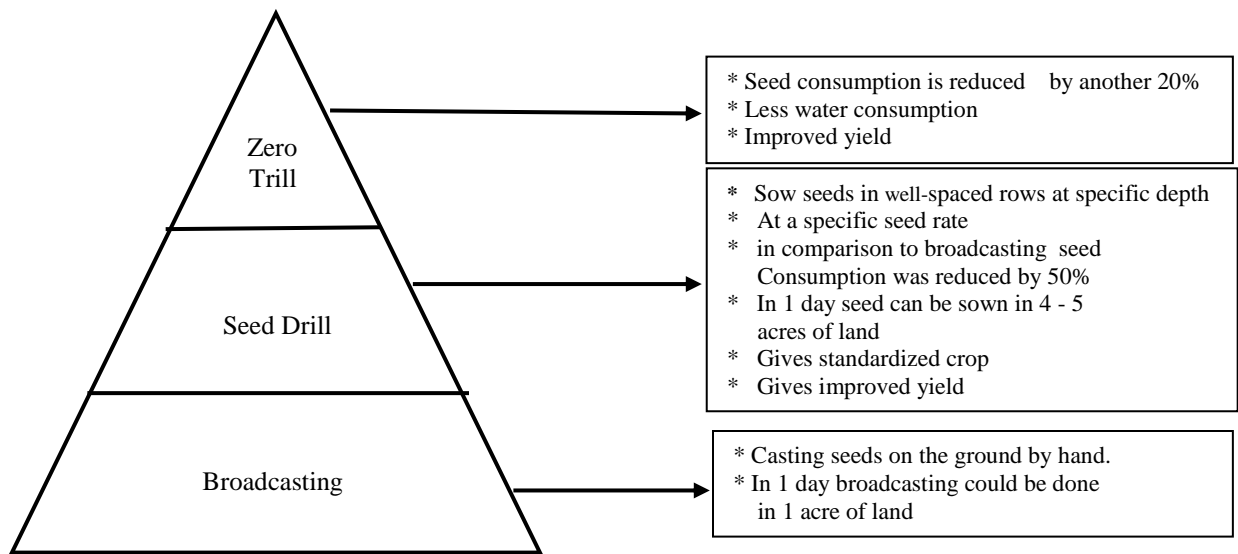 Zero
Trill
Seed Drill
Broadcasting
* Seed consumption is reduced by another 20%
* Less water consumption
* Improved yield
* Sow seeds in well-spaced rows at specific depth
* At a specific seed rate
* in comparison to broadcasting seed
Consumption was reduced by 50%
* In 1 day seed can be sown in 4 - 5
acres of land
* Gives standardized crop
* Gives improved yield
* Casting seeds on the ground by hand.
* In 1 day broadcasting could be done
in 1 acre of land